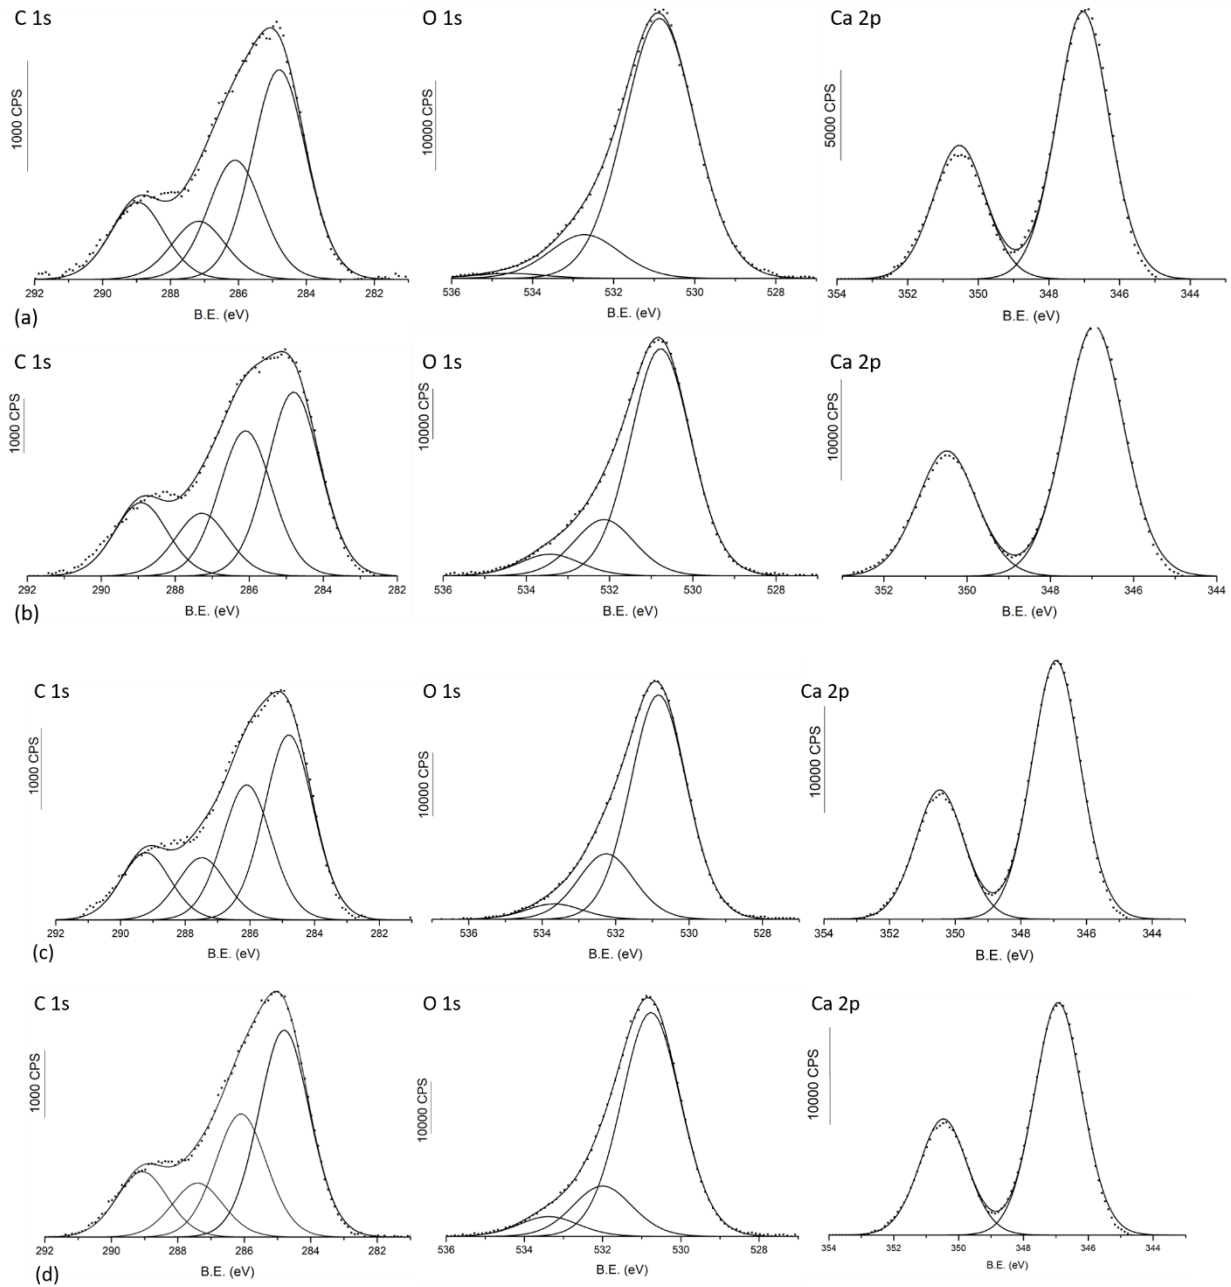 C 1s
O 1s
Ca 2p
1000 CPS
10000 CPS
5000 CPS
292 290 288 286 284 282
536 534 532 530 528
354 352 350 348 346 344
B.E. (eV)
B.E. (eV)
B.E. (eV)
(a)
C 1s
O 1s
Ca 2p
1000 CPS
10000 CPS
10000 CPS
292 290 288 286 284 282
536 534 532 530 528
352 350 348 346 344
B.E. (eV)
B.E. (eV)
B.E. (eV)
(b)
C 1s
O 1s
Ca 2p
1000 CPS
10000 CPS
10000 CPS
292 290 288 286 284 282
536 534 532 530 528
354 352 350 348 346 344
B.E. (eV)
B.E. (eV)
B.E. (eV)
(c)
C 1s
O 1s
Ca 2p
1000 CPS
10000 CPS
10000 CPS
292 290 288 286 284 282
536 534 532 530 528
354 352 350 348 346 344
B.E. (eV)
B.E. (eV)
B.E. (eV)
(d)